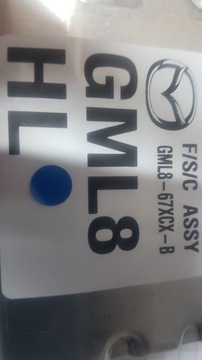 F/S/C ASSY
GML8-67XCX-B
GML8
HL